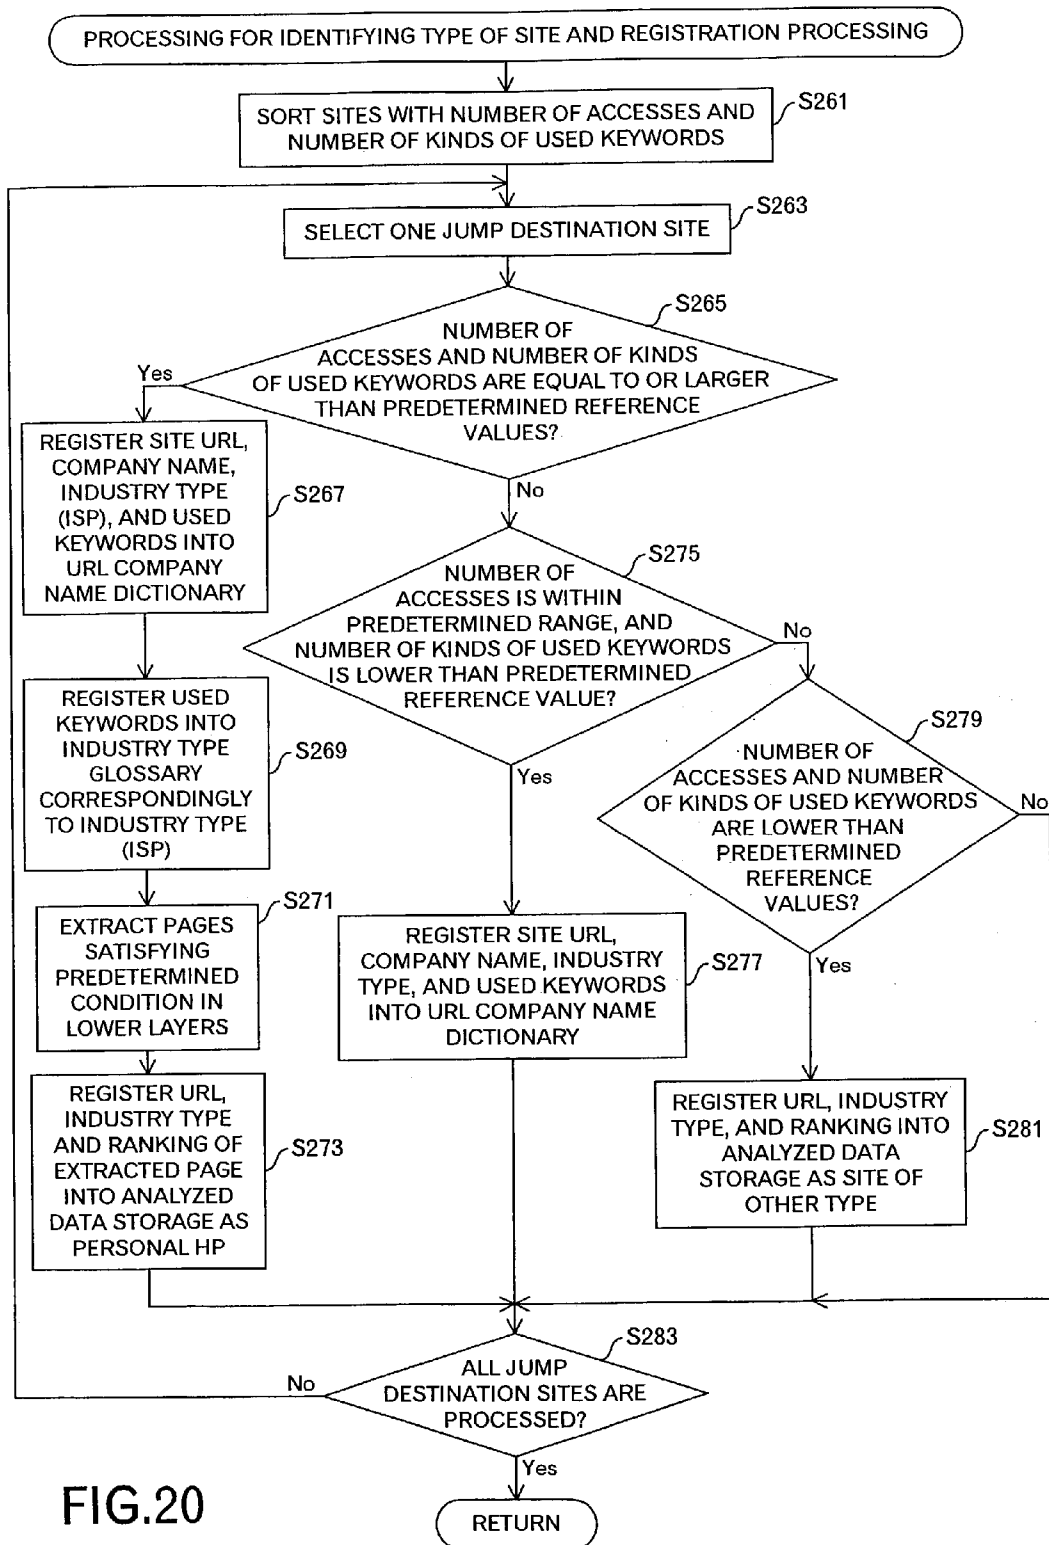 PROCESSING FOR IDENTIFYING TYPE OF SITE AND REGISTRATION PROCESSING
SORT SITES WITH NUMBER OF ACCESSES AND
NUMBER OF KINDS OF USED KEYWORDS
S261
SELECT ONE JUMP DESTINATION SITE
S263
NUMBER OF
ACCESSES AND NUMBER OF KINDS
OF USED KEYWORDS ARE EQUAL TO OR LARGER
THAN PREDETERMINED REFERENCE
VALUES?
S265
Yes
No
REGISTER SITE URL,
COMPANY NAME,
INDUSTRY TYPE
(ISP), AND USED
KEYWORDS INTO
URL COMPANY
NAME DICTIONARY
S267
NUMBER OF
ACCESSES IS WITHIN
PREDETERMINED RANGE, AND
NUMBER OF KINDS OF USED KEYWORDS
IS LOWER THAN PREDETERMINED
REFERENCE VALUE?
S275
No
Yes
REGISTER USED
KEYWORDS INTO
INDUSTRY TYPE
GLOSSARY
CORRESPONDINGLY
TO INDUSTRY TYPE
(ISP)
S269
NUMBER OF
ACCESSES AND NUMBER
OF KINDS OF USED KEYWORDS
ARE LOWER THAN
PREDETERMINED
REFERENCE
VALUES?
S279
No
Yes
EXTRACT PAGES
SATISFYING
PREDETERMINED
CONDITION IN
LOWER LAYERS
S271
REGISTER SITE URL,
COMPANY NAME, INDUSTRY
TYPE, AND USED KEYWORDS
INTO URL COMPANY NAME
DICTIONARY
S277
REGISTER URL,
INDUSTRY TYPE
AND RANKING OF
EXTRACTED PAGE
INTO ANALYZED
DATA STORAGE AS
PERSONAL HP
S273
REGISTER URL, INDUSTRY
TYPE, AND RANKING INTO
ANALYZED DATA
STORAGE AS SITE OF
OTHER TYPE
S281
ALL JUMP
DESTINATION SITES ARE
PROCESSED?
S283
No
Yes
RETURN
FIG.20